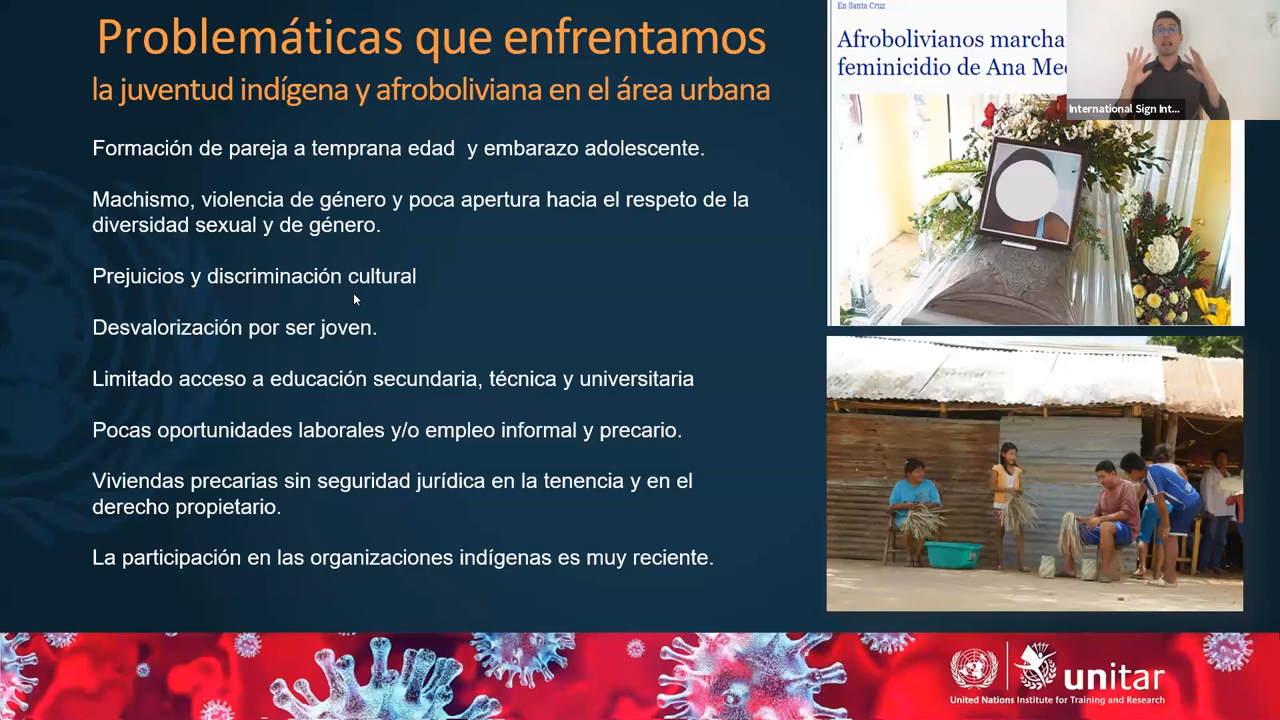 Problemáticas que enfrentamos
la juventud indígena y afroboliviana en el área urbana
Formación de pareja a temprana edad y embarazo adolescente.
Machismo, violencia de género y poca apertura hacia el respeto de la
diversidad sexual y de género.
Prejuicios y discriminación cultural
Desvalorización por ser joven.
Limitado acceso a educación secundaria, técnica y universitaria
Pocas oportunidades laborales y/o empleo informal y precario.
Viviendas precarias sin seguridad jurídica en la tenencia y en el
derecho propietario.
La participación en las organizaciones indígenas es muy reciente.
En Santa Cruz
Afrobolivianos marcha
feminicidio de Ana
International Sign Int...
unitar
United Nations Institute for Training and Research